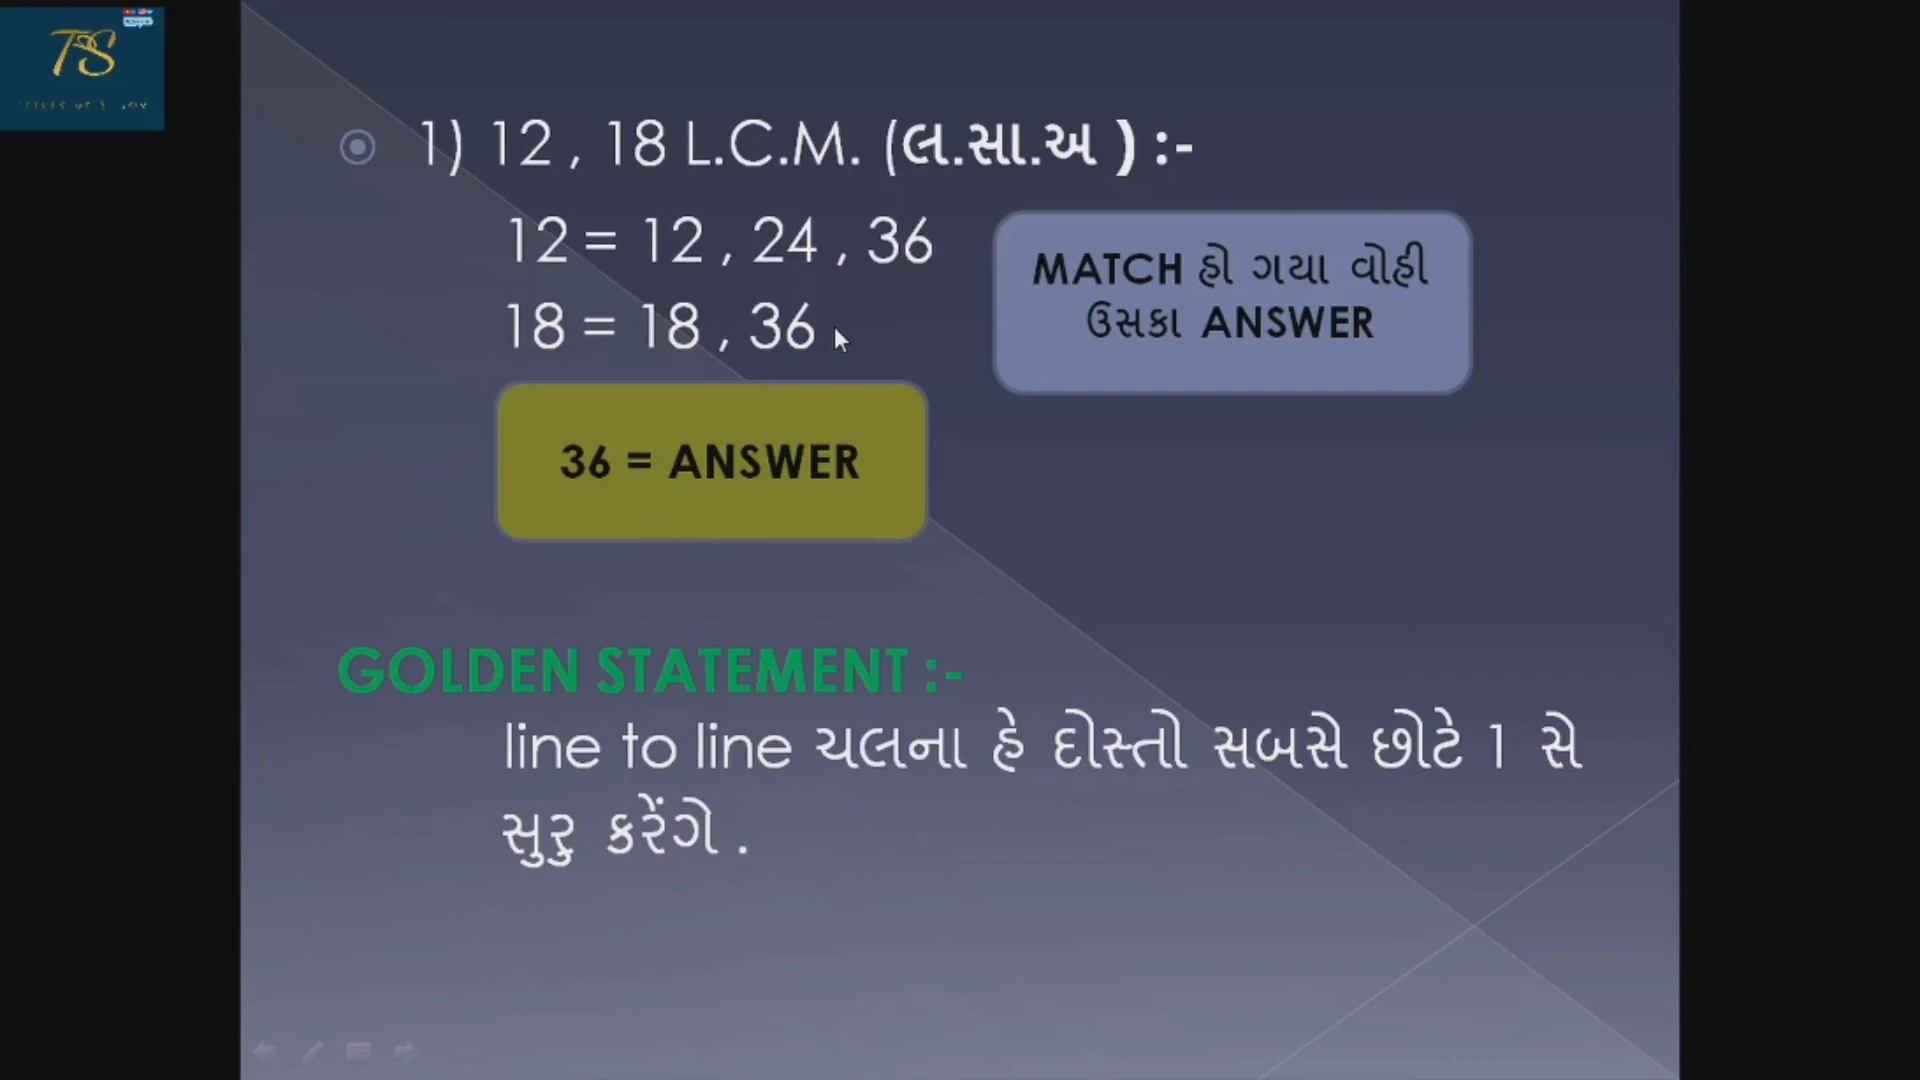 TS
1) 12 , 18 L.C.M. (લ.સા.અ ) :-
12 = 12 , 24 , 36
18 = 18 , 36
MATCH હો ગયા વોહી
ઉસકા ANSWER
36 = ANSWER
GOLDEN STATEMENT :-
line to line ચલના હે દોસ્તો સબસે છોટે 1 સે
સુરુ કરેંગે .